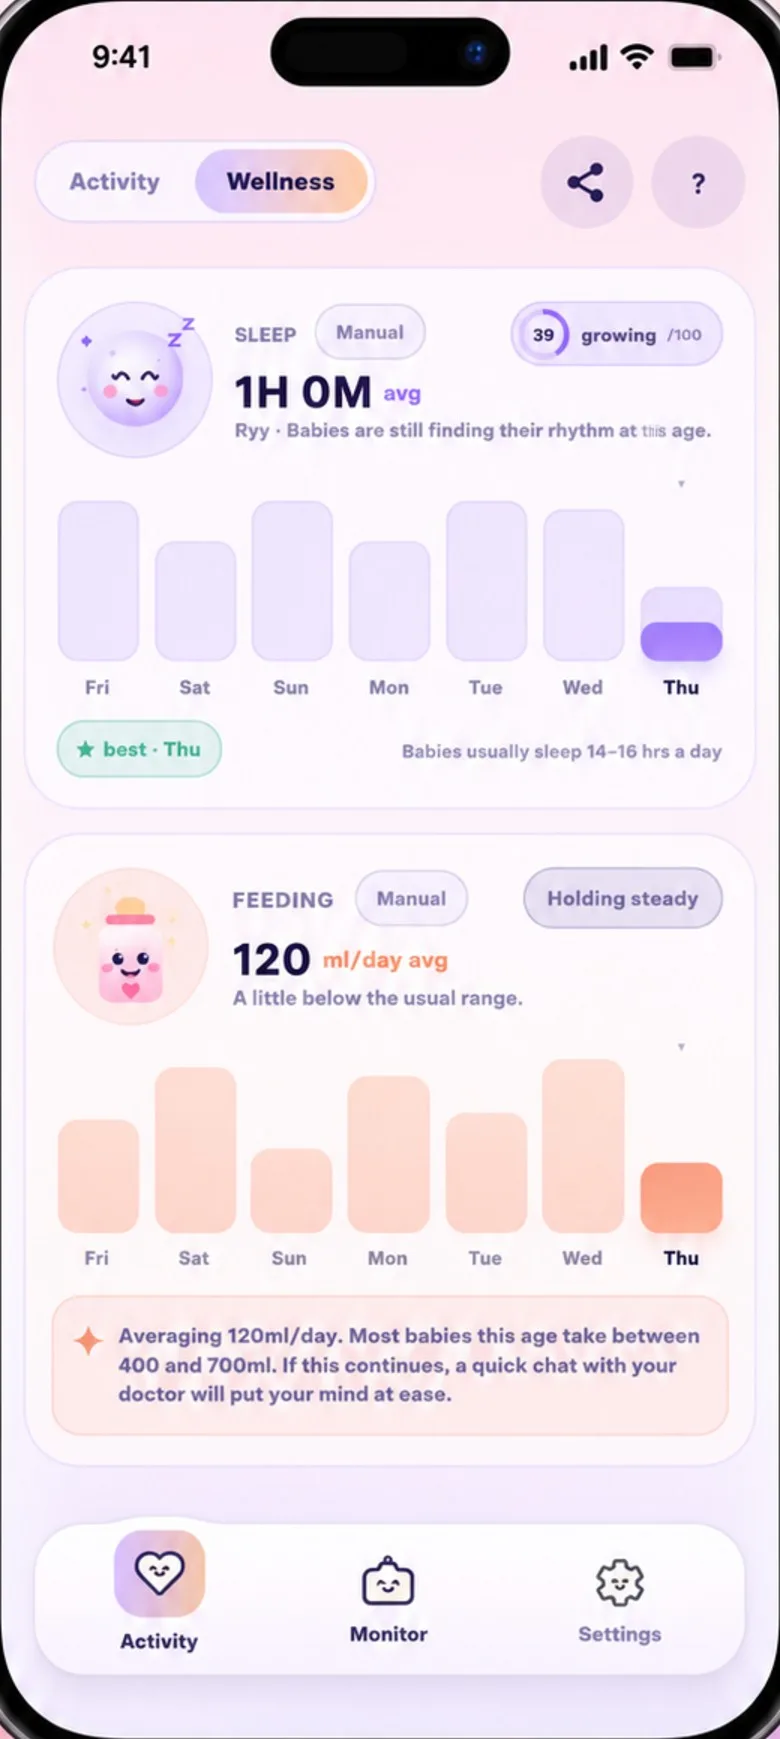 9:41
Activity
Wellness
?
z
z
SLEEP
Manual
39 growing /100
1H 0M avg
Ryy · Babies are still finding their rhythm at this age.
Fri
Sat
Sun
Mon
Tue
Wed
Thu
★ best · Thu
Babies usually sleep 14–16 hrs a day
FEEDING
Manual
Holding steady
120 ml/day avg
A little below the usual range.
Fri
Sat
Sun
Mon
Tue
Wed
Thu
Averaging 120ml/day. Most babies this age take between
400 and 700ml. If this continues, a quick chat with your
doctor will put your mind at ease.
Activity
Monitor
Settings